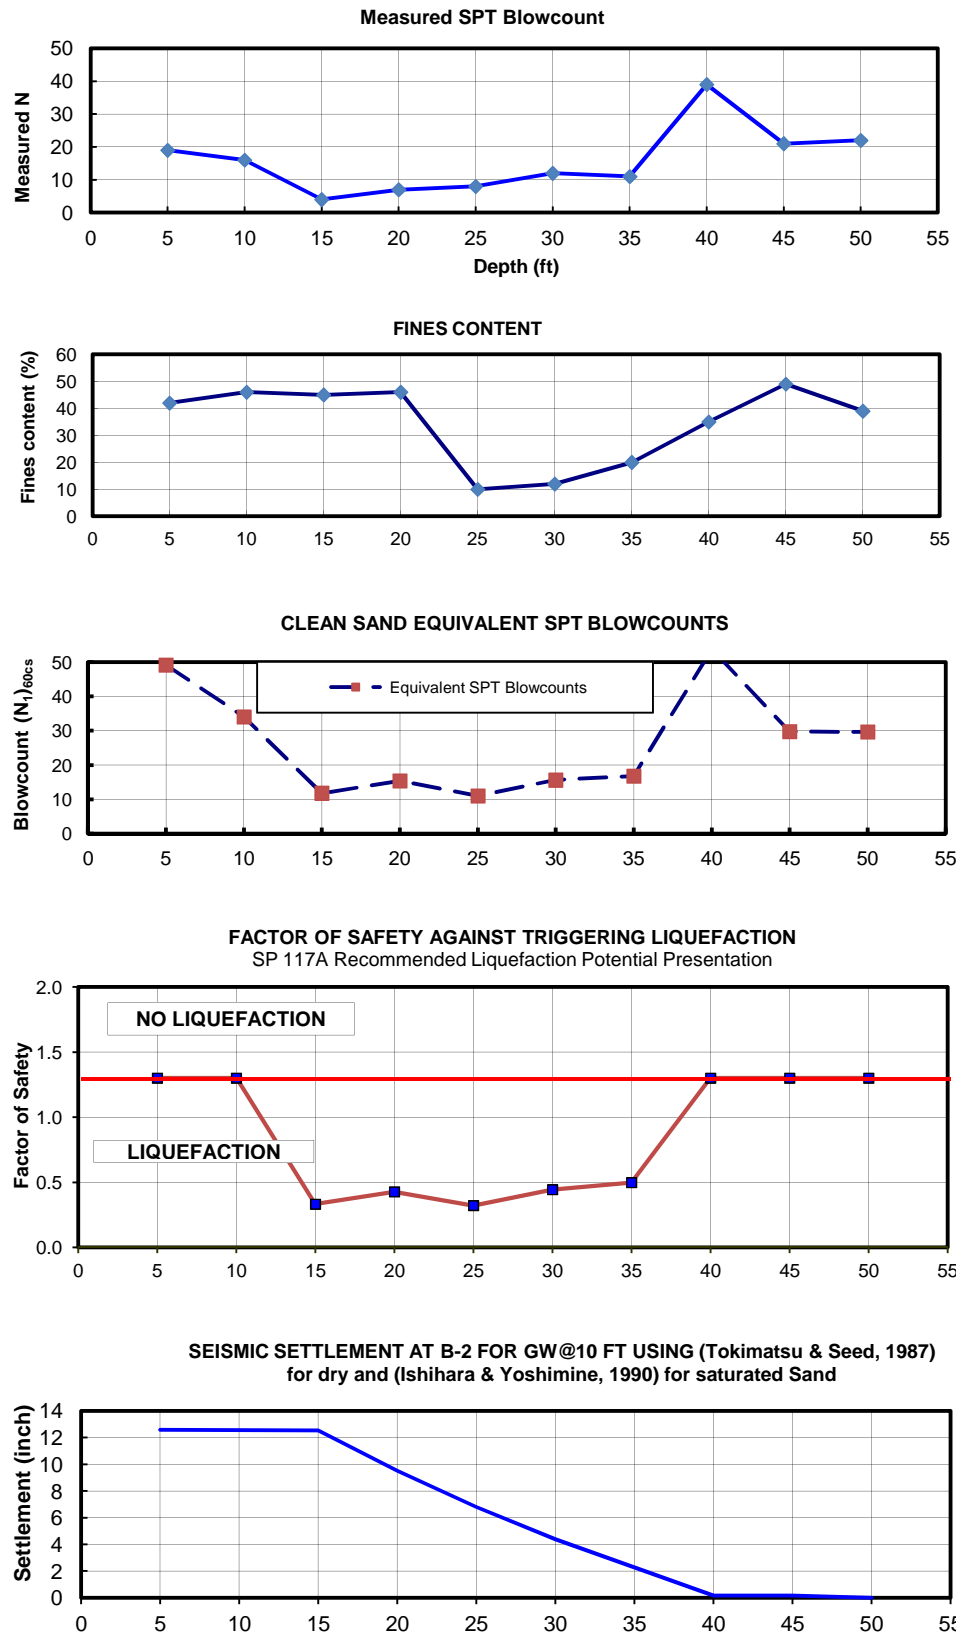 Measured SPT Blowcount
50
40
30
20
10
0
Measured N
0 5 10 15 20 25 30 35 40 45 50 55
Depth (ft)
FINES CONTENT
60
50
40
30
20
10
0
Fines content (%)
0 5 10 15 20 25 30 35 40 45 50 55
CLEAN SAND EQUIVALENT SPT BLOWCOUNTS
50
40
30
20
10
0
Blowcount (N₁)₆₀cs
Equivalent SPT Blowcounts
0 5 10 15 20 25 30 35 40 45 50 55
FACTOR OF SAFETY AGAINST TRIGGERING LIQUEFACTION
SP 117A Recommended Liquefaction Potential Presentation
2.0
1.5
1.0
0.5
0.0
Factor of Safety
NO LIQUEFACTION
LIQUEFACTION
0 5 10 15 20 25 30 35 40 45 50 55
SEISMIC SETTLEMENT AT B-2 FOR GW@10 FT USING (Tokimatsu & Seed, 1987)
for dry and (Ishihara & Yoshimine, 1990) for saturated Sand
14
12
10
8
6
4
2
0
Settlement (inch)
0 5 10 15 20 25 30 35 40 45 50 55